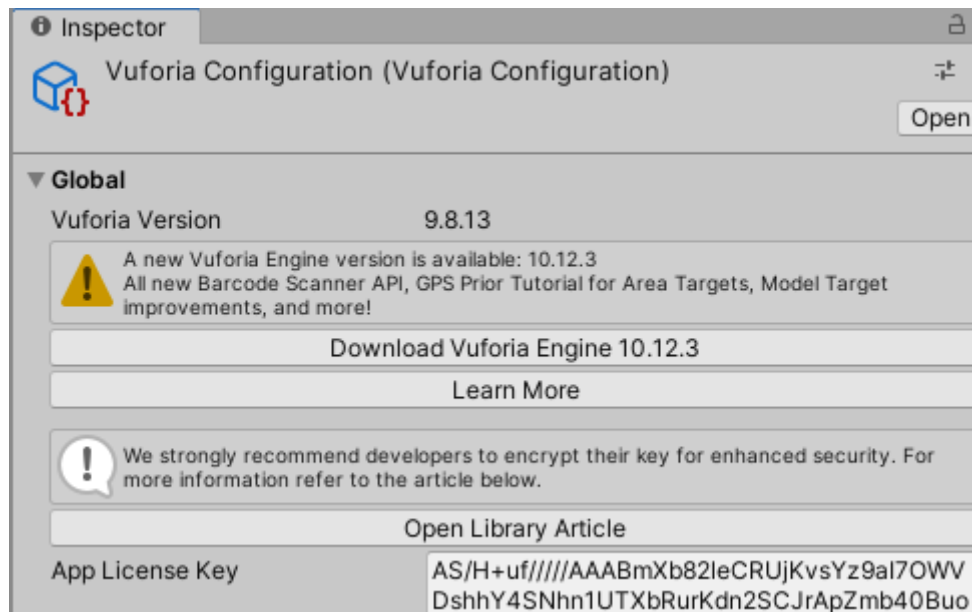 Inspector
Vuforia Configuration (Vuforia Configuration)
Open
Global
Vuforia Version 9.8.13
A new Vuforia Engine version is available: 10.12.3
All new Barcode Scanner API, GPS Prior Tutorial for Area Targets, Model Target
improvements, and more!
Download Vuforia Engine 10.12.3
Learn More
We strongly recommend developers to encrypt their key for enhanced security. For
more information refer to the article below.
Open Library Article
App License Key AS/H+uf/////AAABmXb82IeCRUjKvsYz9aI7OWV
DshhY4SNhn1UTXbRurKdn2SCJrApZmb40Buo